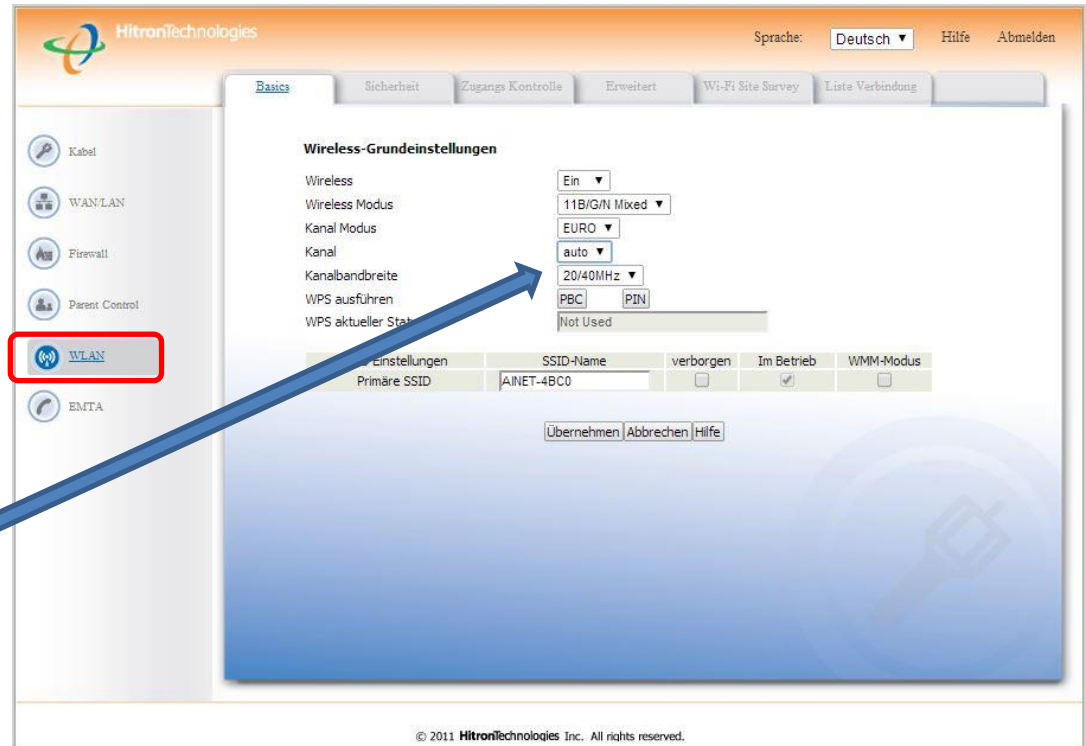 HitronTechnologies
Sprache: Deutsch Hilfe Abmelden
Basics Sicherheit Zugangs Kontrolle Erweitert Wi-Fi Site Survey Liste Verbindung
Kabel
WAN/LAN
Firewall
Parent Control
WLAN
EMTA
Wireless-Grundeinstellungen
Wireless Ein
Wireless Modus 11B/G/N Mixed
Kanal Modus EURO
Kanal auto
Kanalbandbreite 20/40MHz
WPS ausführen PBC PIN
WPS aktueller Not Used
Einstellungen SSID-Name verborgen Im Betrieb WMM-Modus
Primäre SSID AINET-4BC0
Übernehmen Abbrechen Hilfe
© 2011 HitronTechnologies Inc. All rights reserved.